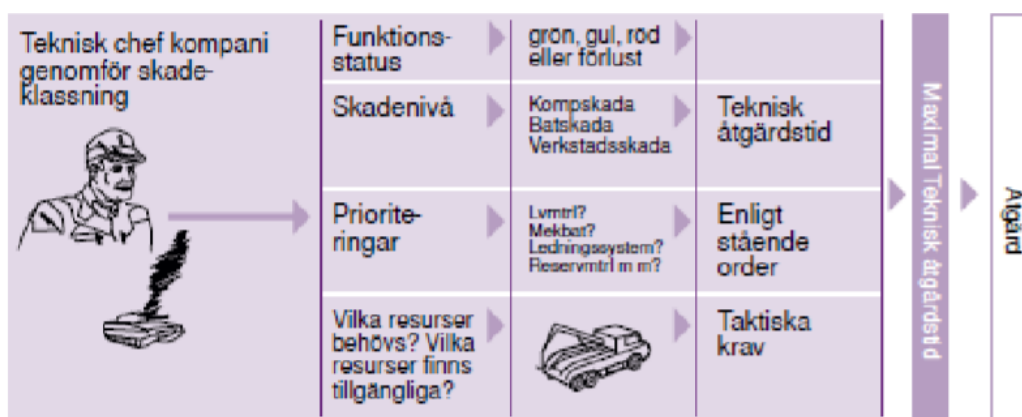 Teknisk chef kompani
genomför skade-
klassning
Funktions-
status
grön, gul, röd
eller förlust
Skadenivå
Kompskada
Batskada
Verkstadsskada
Teknisk
åtgärdstid
Priorite-
ringar
Lvmtrl?
Mekbat?
Ledningssystem?
Reservmtrl m m?
Enligt
stående
order
Vilka resurser
behövs? Vilka
resurser finns
tillgängliga?
Taktiska
krav
Maximal Teknisk åtgärdstid
Åtgärd